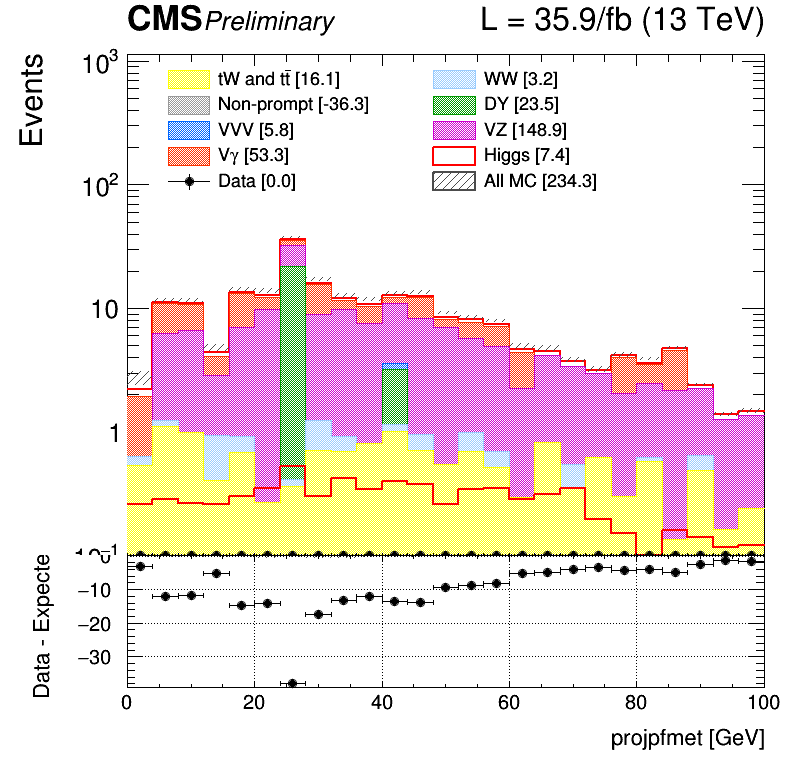 CMS Preliminary L = 35.9/fb (13 TeV)
Events
10³
10²
10
1
tW and tt̄ [16.1]
WW [3.2]
Non-prompt [-36.3]
DY [23.5]
VVV [5.8]
VZ [148.9]
Vγ [53.3]
Higgs [7.4]
Data [0.0]
All MC [234.3]
Data - Expecte
−10
−20
−30
0 20 40 60 80 100
projpfmet [GeV]